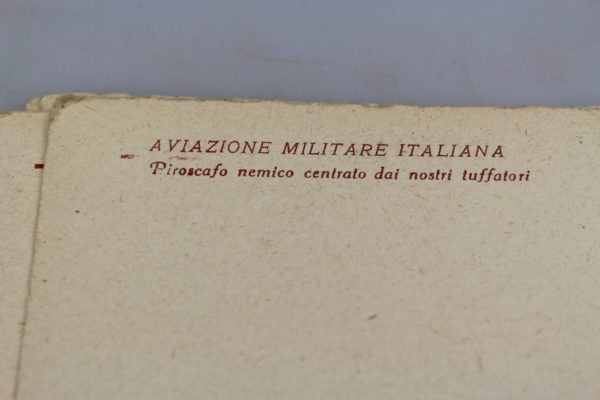 AVIAZIONE MILITARE ITALIANA
Piroscafo nemico centrato dai nostri tuffatori